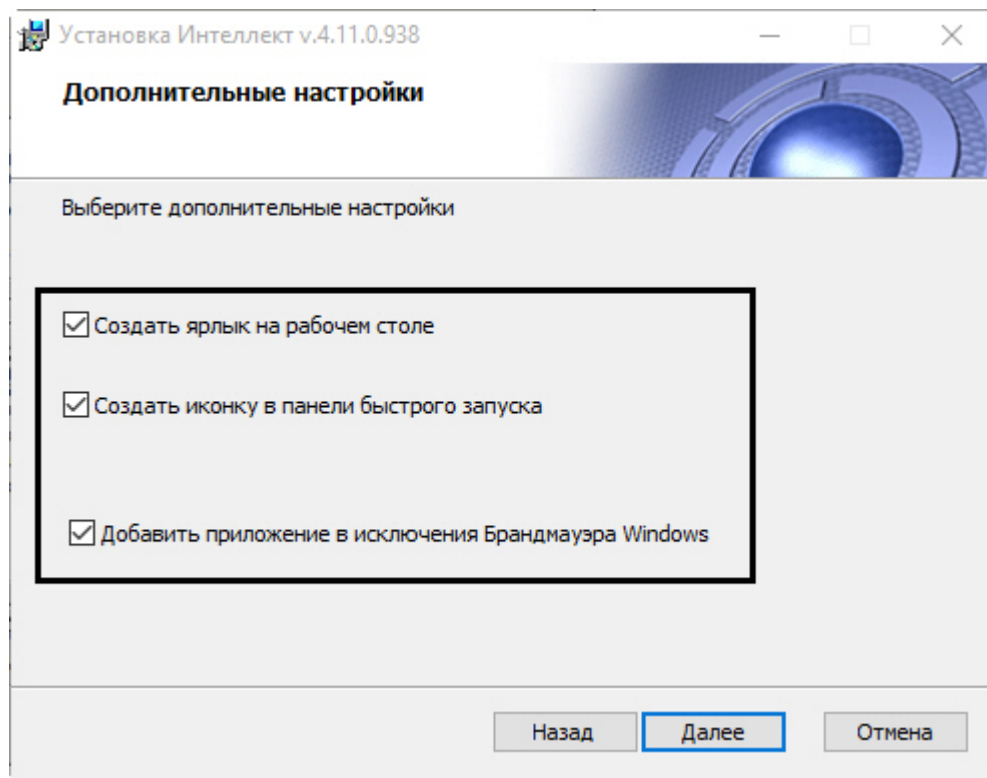 Установка Интеллект v.4.11.0.938
Дополнительные настройки
Выберите дополнительные настройки
Создать ярлык на рабочем столе
Создать иконку в панели быстрого запуска
Добавить приложение в исключения Брандмауэра Windows
Назад
Далее
Отмена